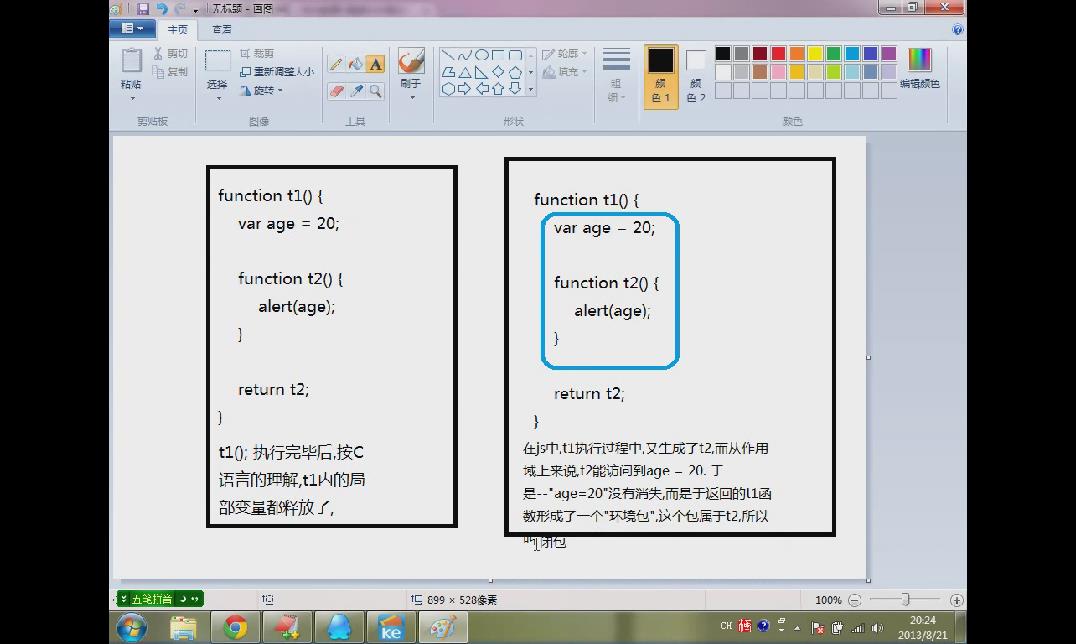 无标题 - 画图
主页
查看
粘贴
剪切
复制
剪贴板
选择
裁剪
重新调整大小
旋转
图像
工具
刷子
轮廓
填充
形状
粗细
颜色 1
颜色 2
颜色
编辑颜色
function t1() {
var age = 20;
function t2() {
alert(age);
}
return t2;
}
t1(); 执行完毕后,按C
语言的理解,t1内的局
部变量都释放了,
function t1() {
var age = 20;
function t2() {
alert(age);
}
return t2;
}
在js中,t1执行过程中,又生成了t2,而从作用
域上来说,t2能访问到age = 20. 于
是--"age=20"没有消失,而是于返回的t1函
数形成了一个"环境包",这个包属于t2,所以
叫闭包
五笔拼音
899 × 528像素
100%
ke
CH
20:24
2013/8/21